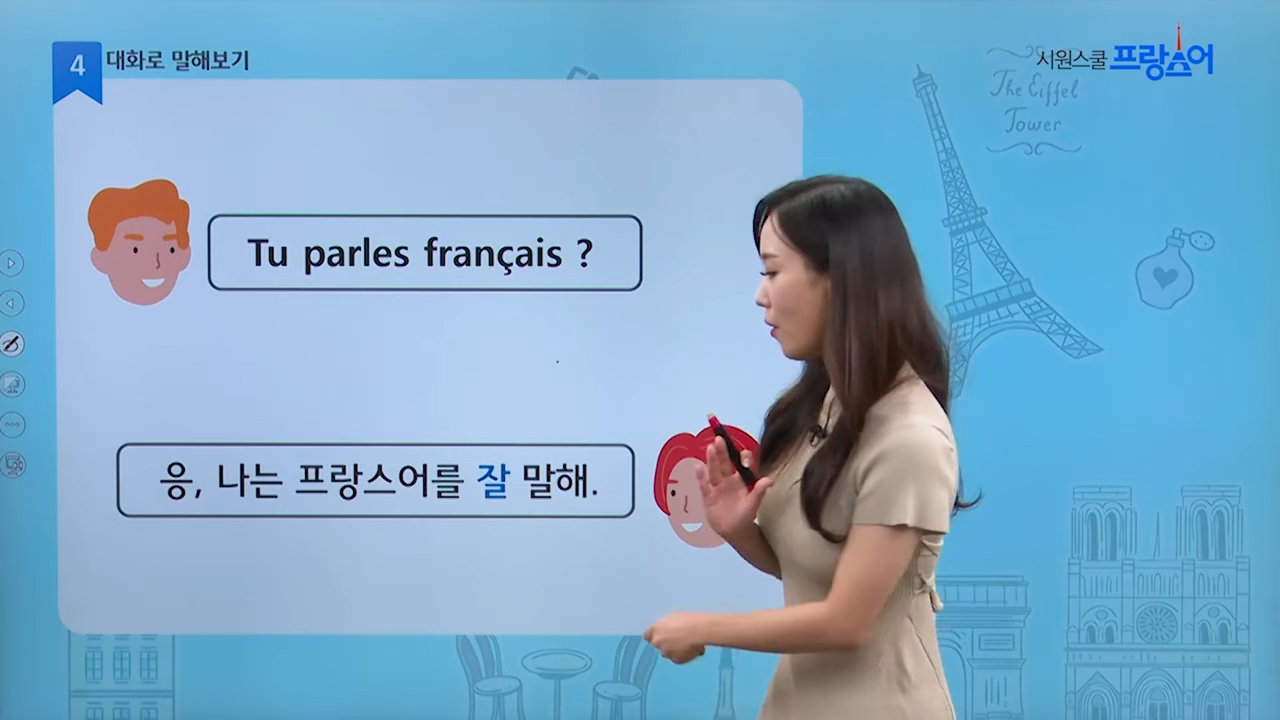 4 대화로 말해보기
시원스쿨 프랑스어
The Eiffel
Tower
Tu parles français ?
응, 나는 프랑스어를 잘 말해.